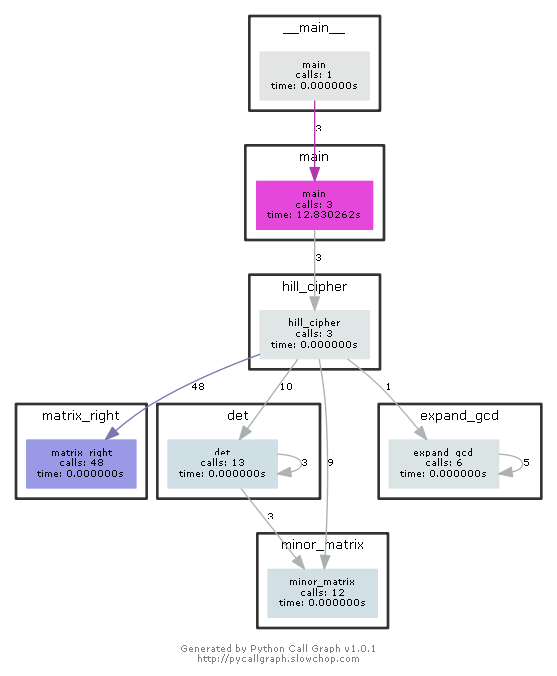 __main__
main
calls: 1
time: 0.000000s
3
main
main
calls: 3
time: 12.830262s
3
hill_cipher
hill_cipher
calls: 3
time: 0.000000s
48
10
9
1
matrix_right
matrix_right
calls: 48
time: 0.000000s
det
det
calls: 13
time: 0.000000s
3
expand_gcd
expand_gcd
calls: 6
time: 0.000000s
5
3
minor_matrix
minor_matrix
calls: 12
time: 0.000000s
Generated by Python Call Graph v1.0.1
http://pycallgraph.slowchop.com